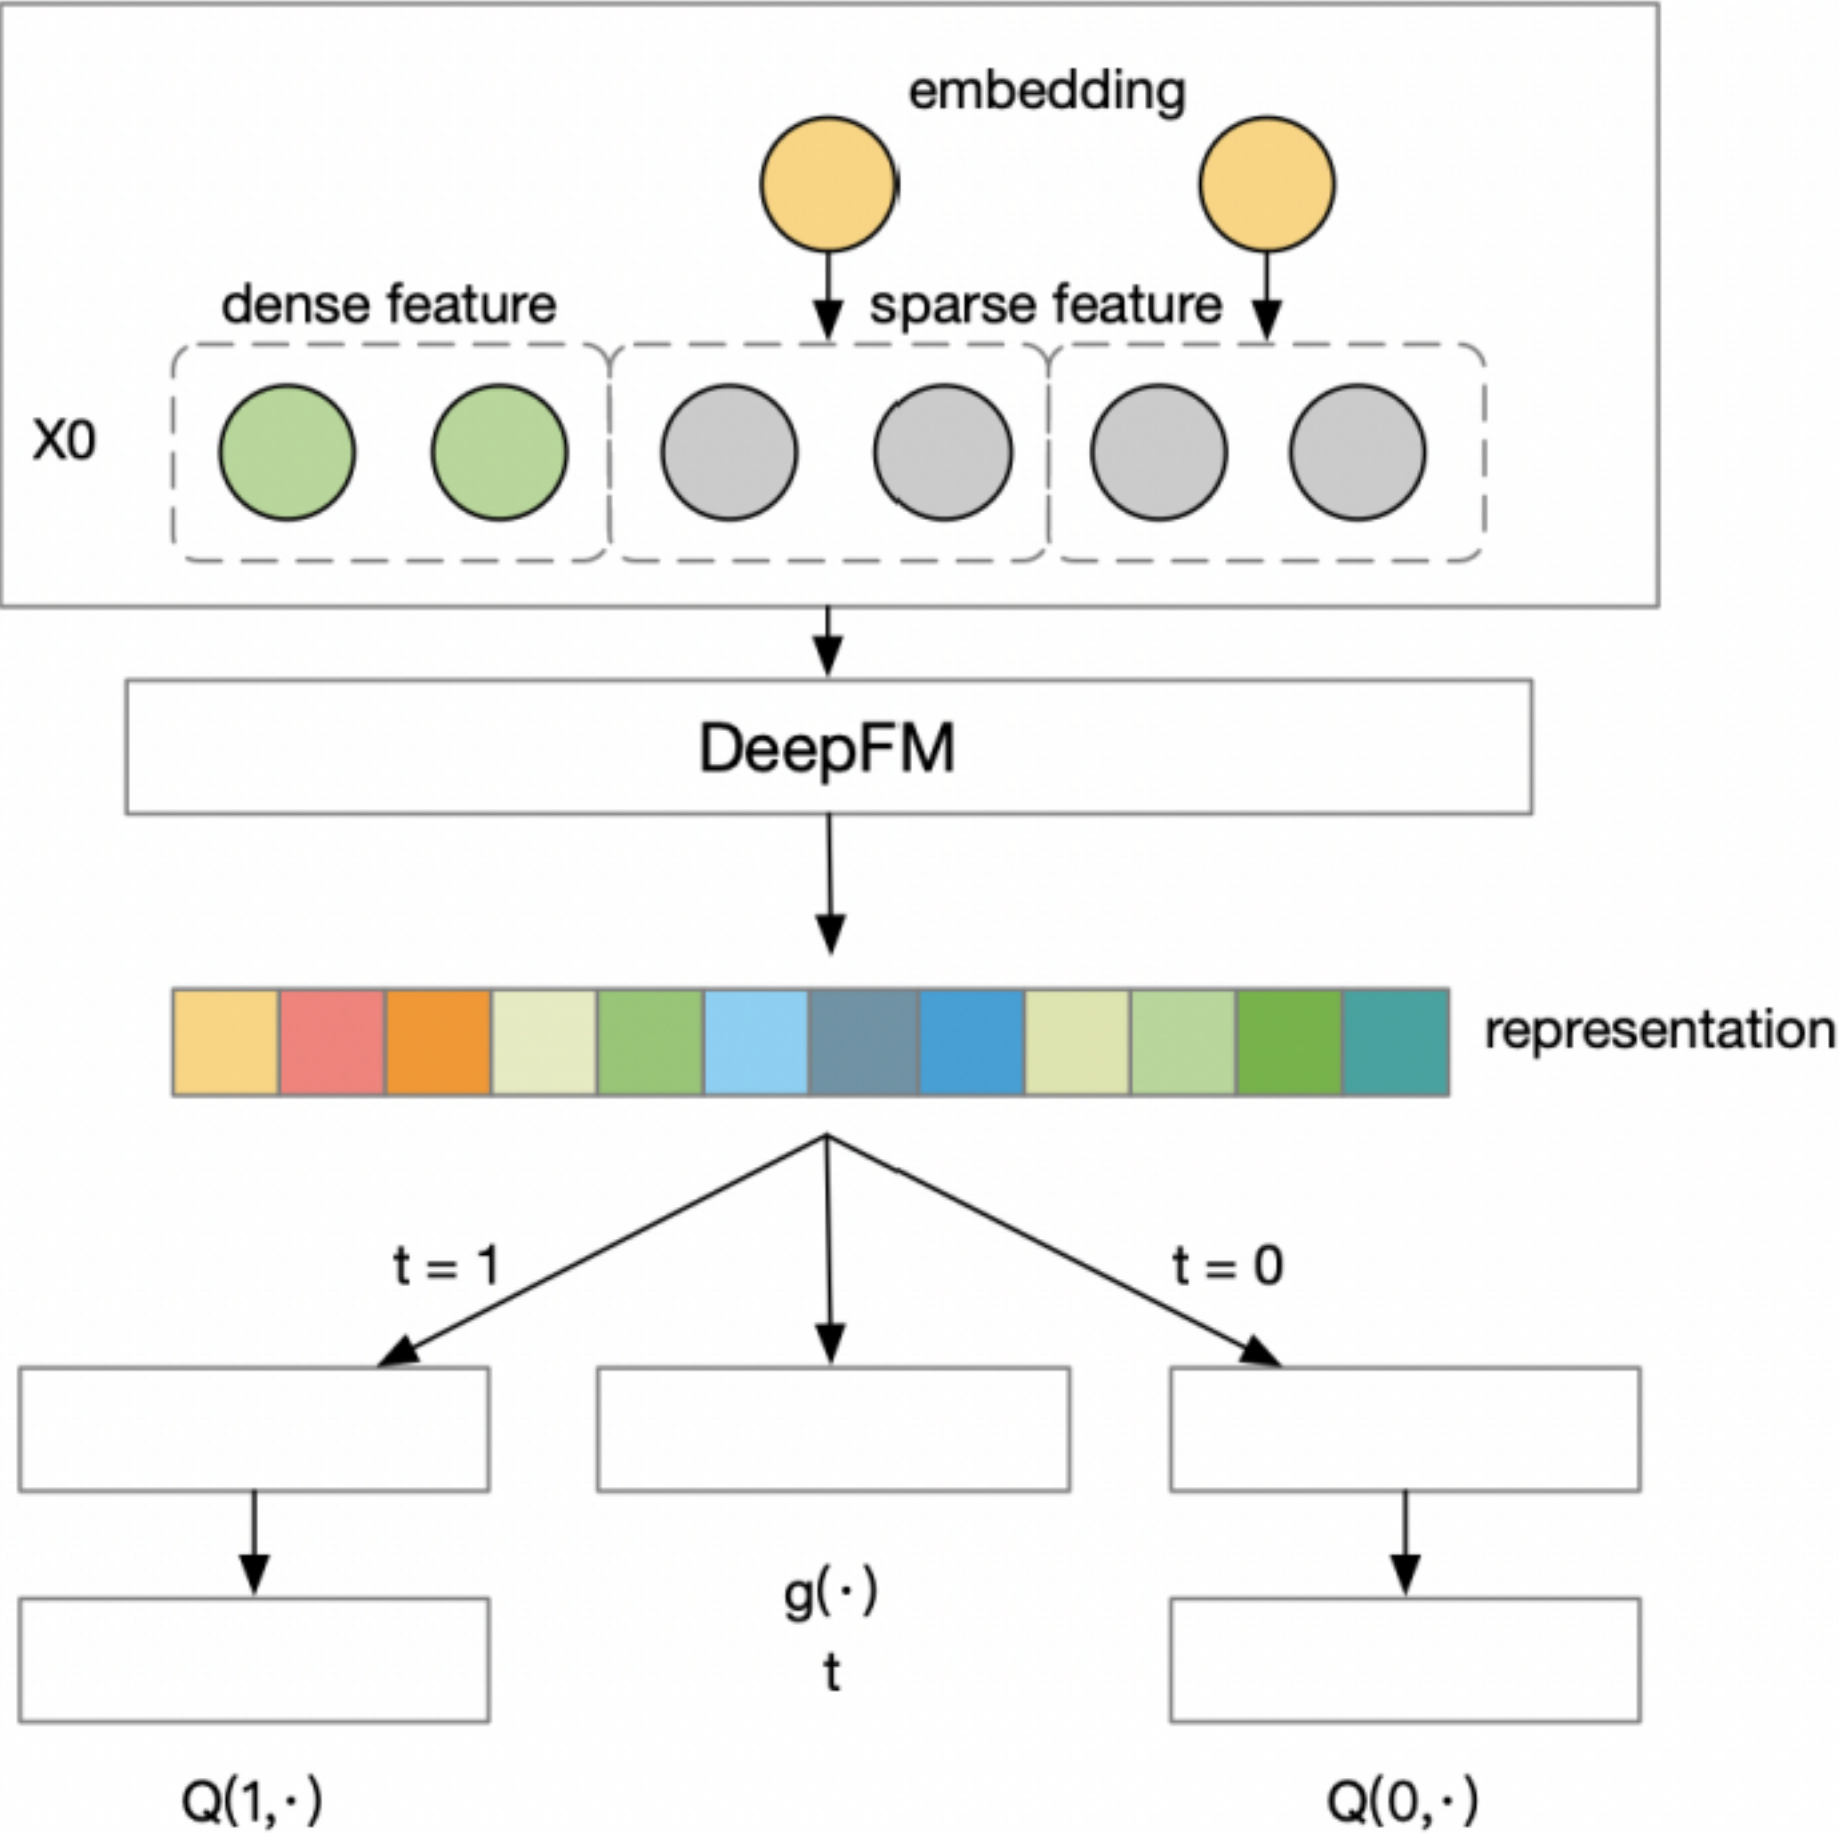 embedding
dense feature
sparse feature
X0
DeepFM
representation
t = 1
t = 0
g(·)
t
Q(1,·)
Q(0,·)